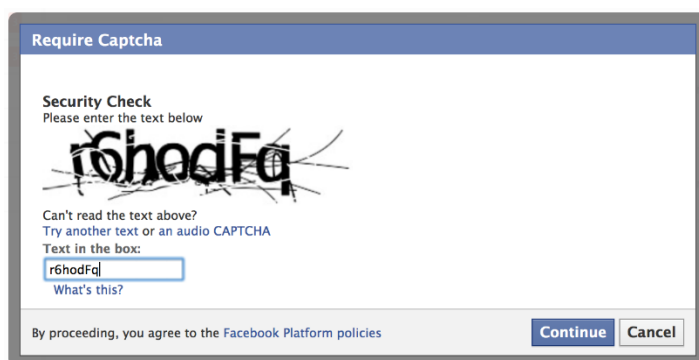 Require Captcha
Security Check
Please enter the text below
r6hodFq
Can't read the text above?
Try another text or an audio CAPTCHA
Text in the box:
r6hodFq
What's this?
By proceeding, you agree to the Facebook Platform policies
Continue
Cancel